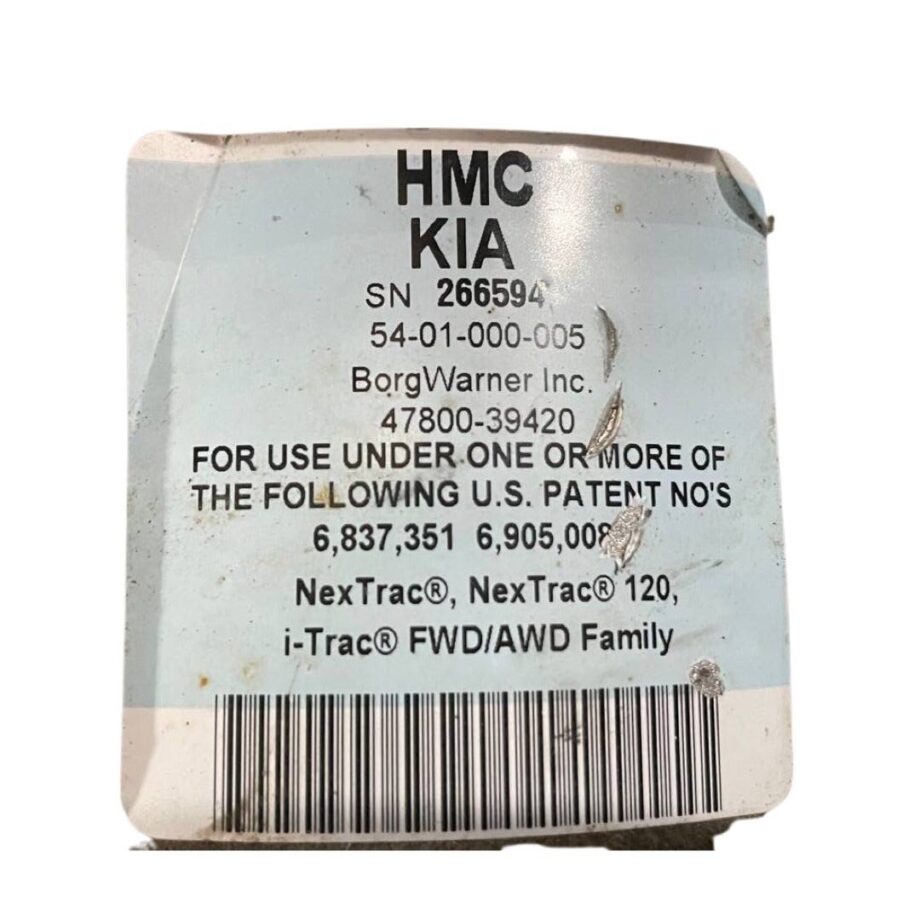 HMC
KIA
SN 266594
54-01-000-005
BorgWarner Inc.
47800-39420
FOR USE UNDER ONE OR MORE OF
THE FOLLOWING U.S. PATENT NO'S
6,837,351 6,905,008
NexTrac®, NexTrac® 120,
i-Trac® FWD/AWD Family